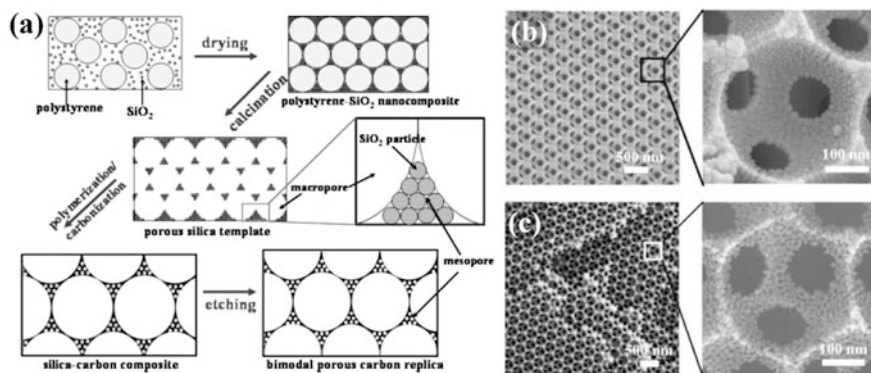 (a)
drying
polystyrene
SiO2
polystyrene-SiO2 nanocomposite
calcination
SiO2 particle
macropore
polymerization/
carbonization
porous silica template
mesopore
etching
silica-carbon composite
bimodal porous carbon replica
(b)
500 nm
100 nm
(c)
500 nm
100 nm